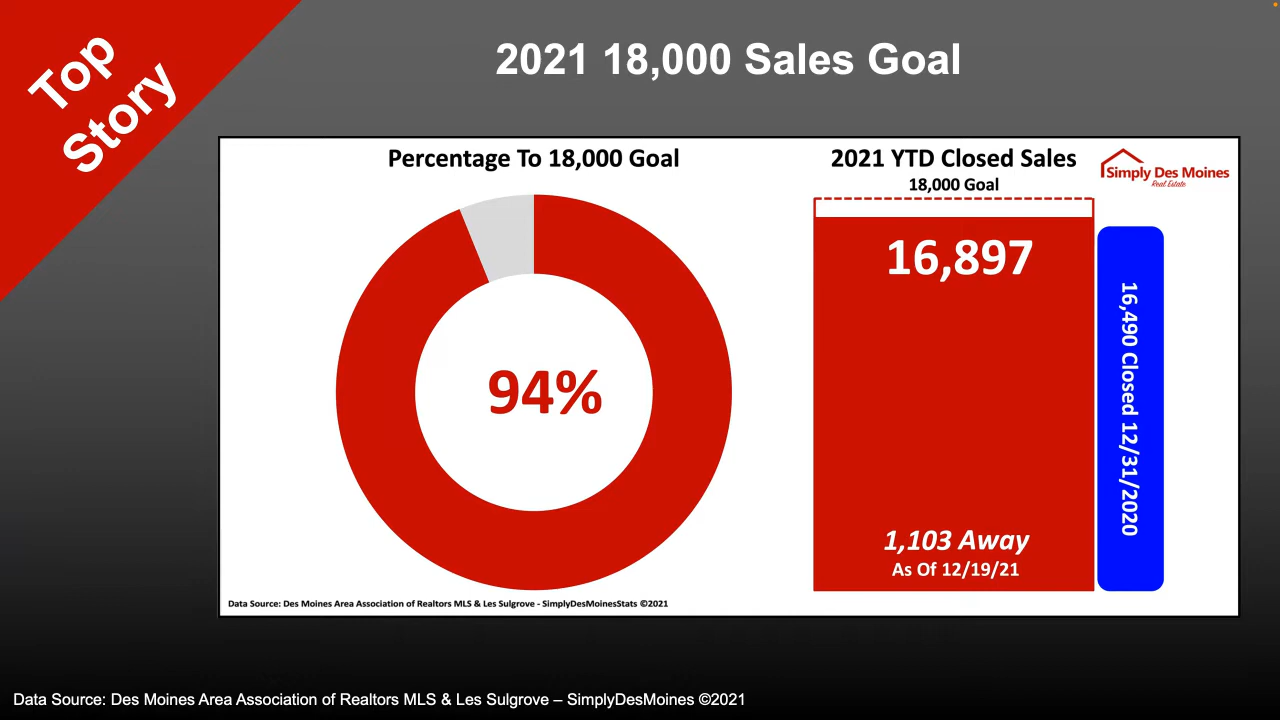 Top
Story
2021 18,000 Sales Goal
Percentage To 18,000 Goal
94%
2021 YTD Closed Sales
18,000 Goal
Simply Des Moines
Real Estate
16,897
1,103 Away
As Of 12/19/21
16,490 Closed 12/31/2020
Data Source: Des Moines Area Association of Realtors MLS & Les Sulgrove - SimplyDesMoinesStats ©2021
Data Source: Des Moines Area Association of Realtors MLS & Les Sulgrove – SimplyDesMoines ©2021